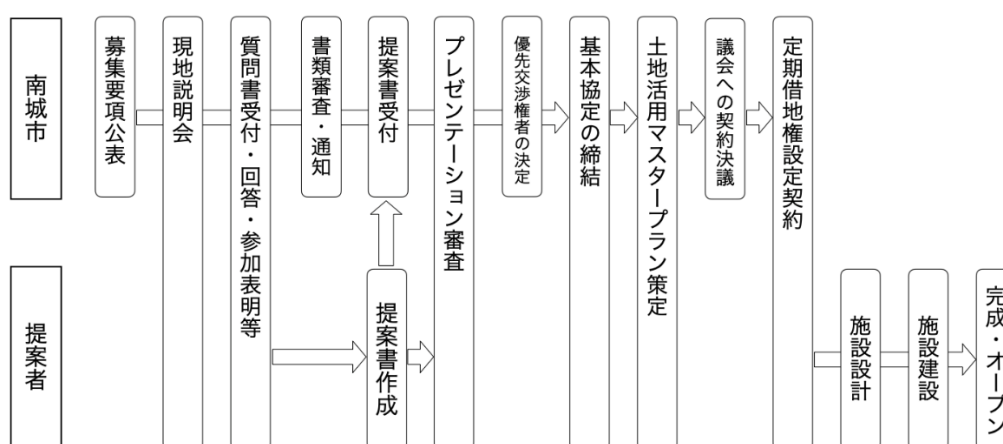 南城市
募集要項公表
現地説明会
質問書受付・回答・参加表明等
書類審査・通知
提案書受付
プレゼンテーション審査
優先交渉権者の決定
基本協定の締結
土地活用マスタープラン策定
議会への契約決議
定期借地権設定契約
提案者
提案書作成
施設設計
施設建設
完成・オープン